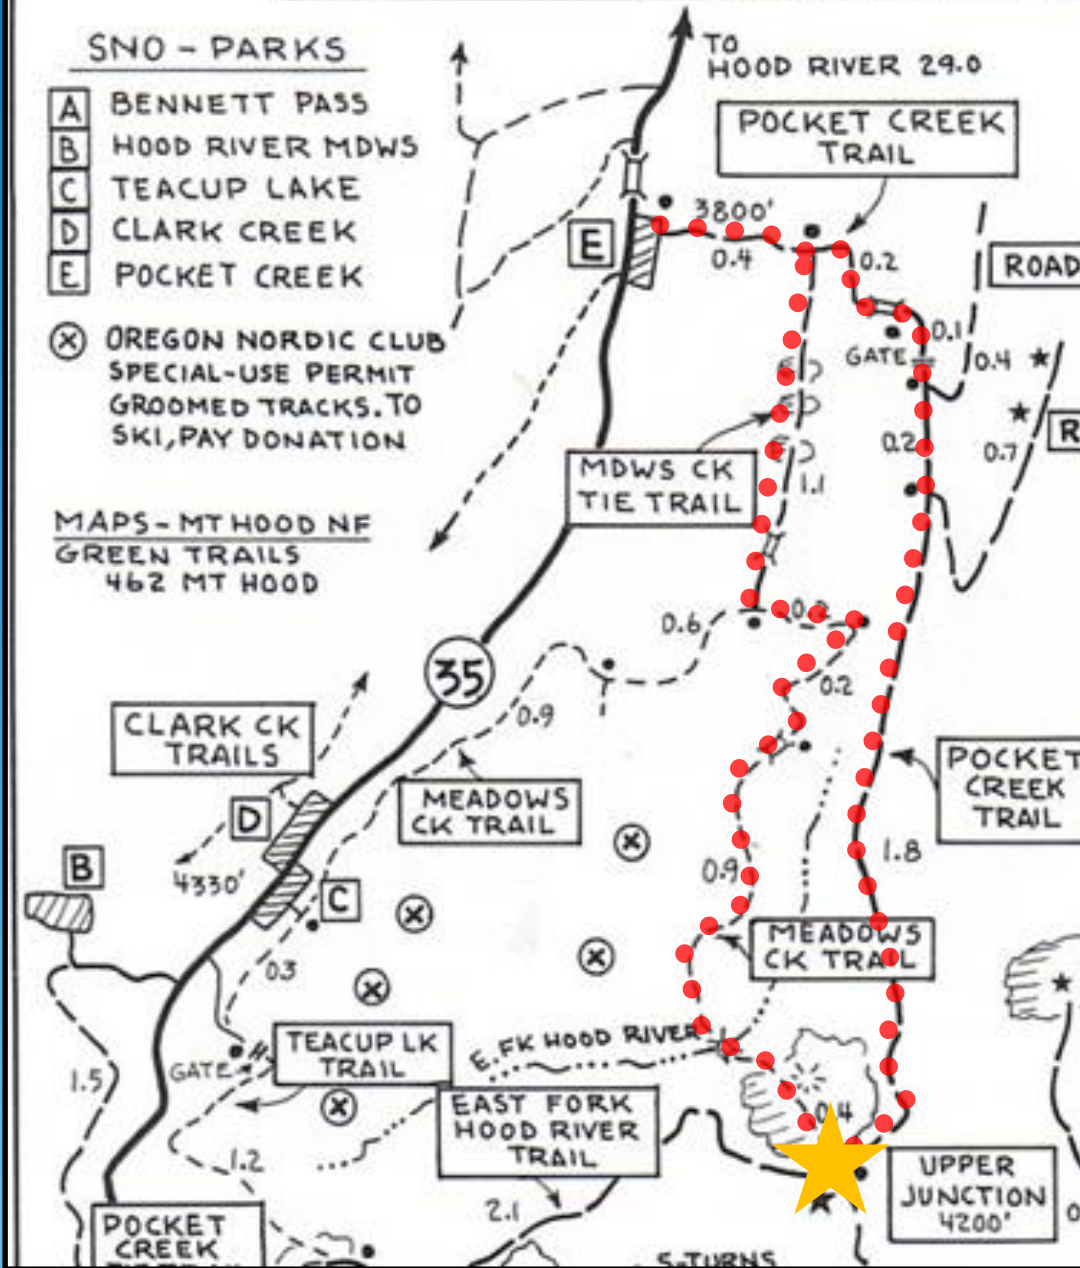 SNO-PARKS
A BENNETT PASS
B HOOD RIVER MDWS
C TEACUP LAKE
D CLARK CREEK
E POCKET CREEK
OREGON NORDIC CLUB
SPECIAL-USE PERMIT
GROOMED TRACKS. TO
SKI, PAY DONATION
MAPS-MT HOOD NF
GREEN TRAILS
462 MT HOOD
TO
HOOD RIVER 29.0
POCKET CREEK
TRAIL
E
3800'
0.4
0.2
ROAD
0.1
GATE
0.4
0.2
0.7
R
MDWS CK
TIE TRAIL
1.1
0.6
0.2
35
0.9
CLARK CK
TRAILS
MEADOWS
CK TRAIL
POCKET
CREEK
TRAIL
D
B
4330'
C
0.9
1.8
MEADOWS
CK TRAIL
03
E. FK HOOD RIVER
TEACUP LK
TRAIL
GATE
1.5
EAST FORK
HOOD RIVER
TRAIL
0.4
1.2
2.1
UPPER
JUNCTION
4200'
POCKET
CREEK
S-TURNS